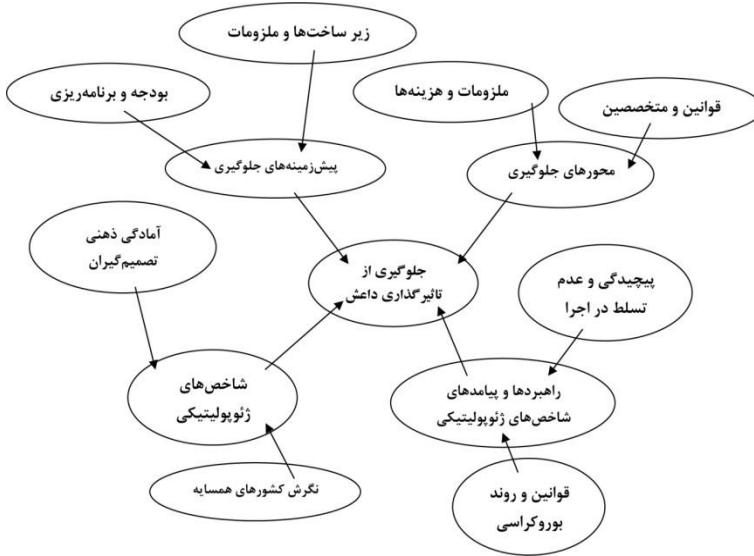 زیر ساخت‌ها و ملزومات
بودجه و برنامه‌ریزی
ملزومات و هزینه‌ها
قوانین و متخصصین
پیش‌زمینه‌های جلوگیری
محورهای جلوگیری
آمادگی ذهنی
تصمیم‌گیران
جلوگیری از
تاثیرگذاری داعش
پیچیدگی و عدم
تسلط در اجرا
شاخص‌های
ژئوپولیتیکی
راهبردها و پیامدهای
شاخص‌های ژئوپولیتیکی
نگرش کشورهای همسایه
قوانین و روند
بوروکراسی